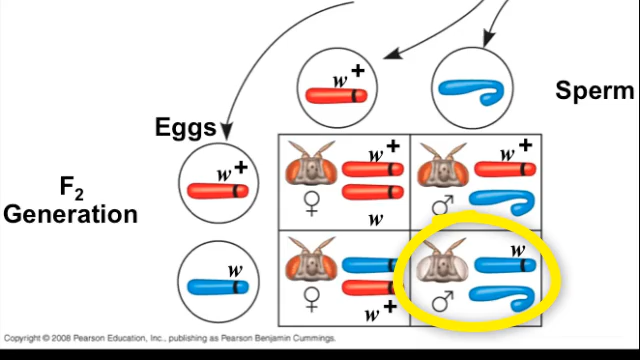 w+
Sperm
Eggs
w+
w+
w+
F2
Generation
♀
w
♂
w
w
♀
w+
♂
Copyright © 2008 Pearson Education, Inc., publishing as Pearson Benjamin Cummings.